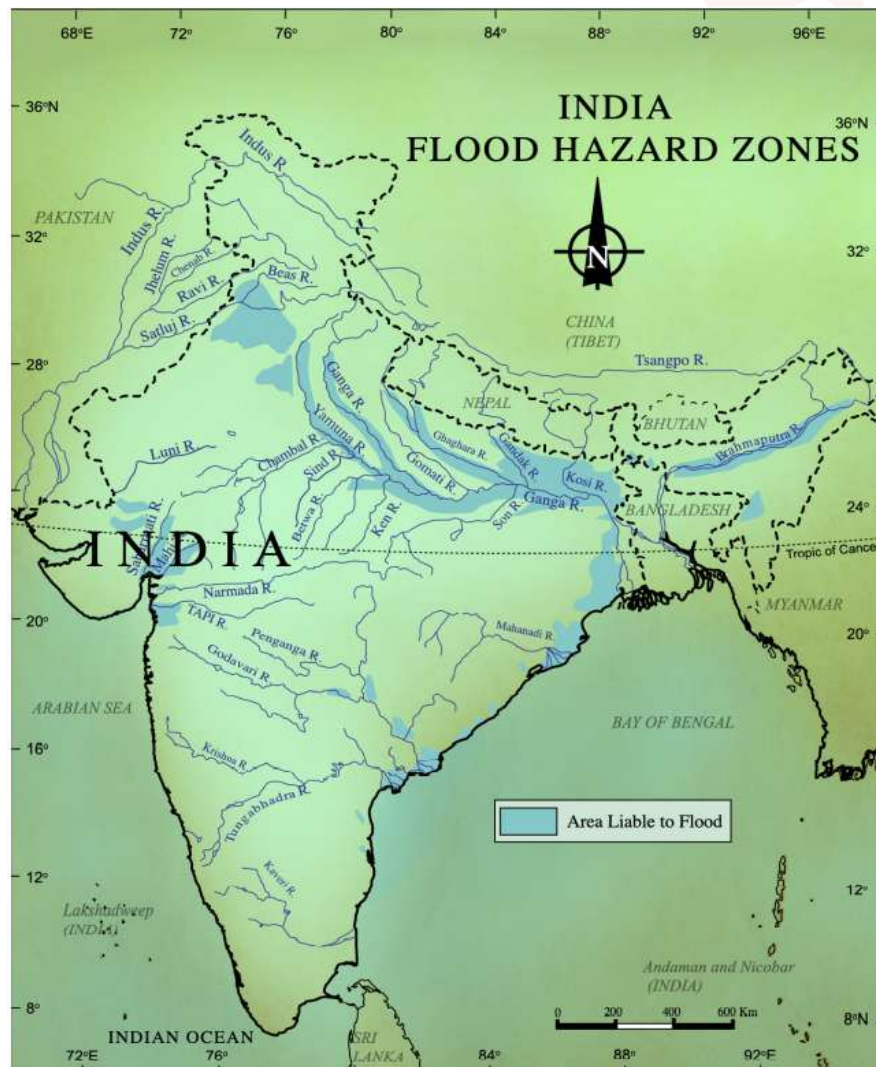 68°E
72°
76°
80°
84°
88°
92°
96°E
36°N
INDIA
FLOOD HAZARD ZONES
36°N
Indus R.
PAKISTAN
Indus R.
Jhelum R.
Chenab R.
Ravi R.
Beas R.
Satluj R.
32°
N
32°
CHINA
(TIBET)
Tsangpo R.
28°
28°
NEPAL
BHUTAN
Ganga R.
Yamuna R.
Ghaghara R.
Gandak R.
Kosi R.
Brahmaputra R.
Luni R.
Chambal R.
Sind R.
Gomati R.
Betwa R.
Ken R.
Son R.
Ganga R.
BANGLADESH
24°
24°
Sabarmati R.
Mahi
INDIA
Tropic of Cance
Narmada R.
MYANMAR
20°
TAPI R.
Penganga R.
Mahanadi R.
20°
Godavari R.
ARABIAN SEA
BAY OF BENGAL
16°
Krishna R.
16°
Tungabhadra R.
Area Liable to Flood
12°
Kaveri R.
12°
Lakshadweep
(INDIA)
Andaman and Nicobar
(INDIA)
8°
0 200 400 600 Km
8°N
INDIAN OCEAN
SRI
LANKA
72°E
76°
84°
88°
92°E